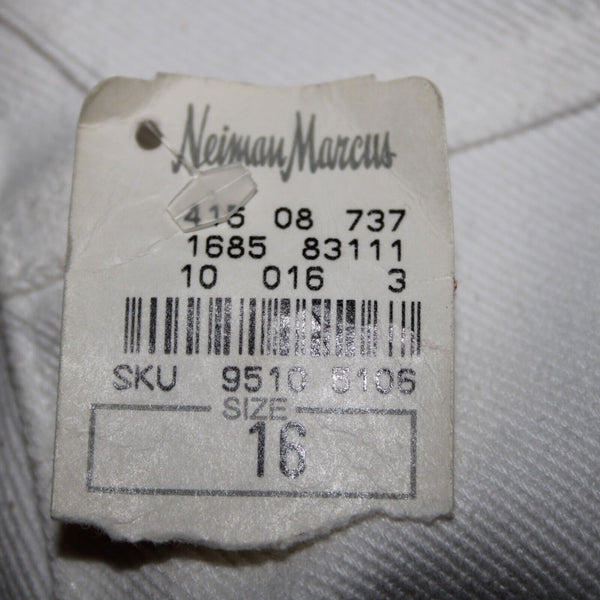 Neiman Marcus
415 08 737
1685 83111
10 016 3
SKU 9510 5106
SIZE
16